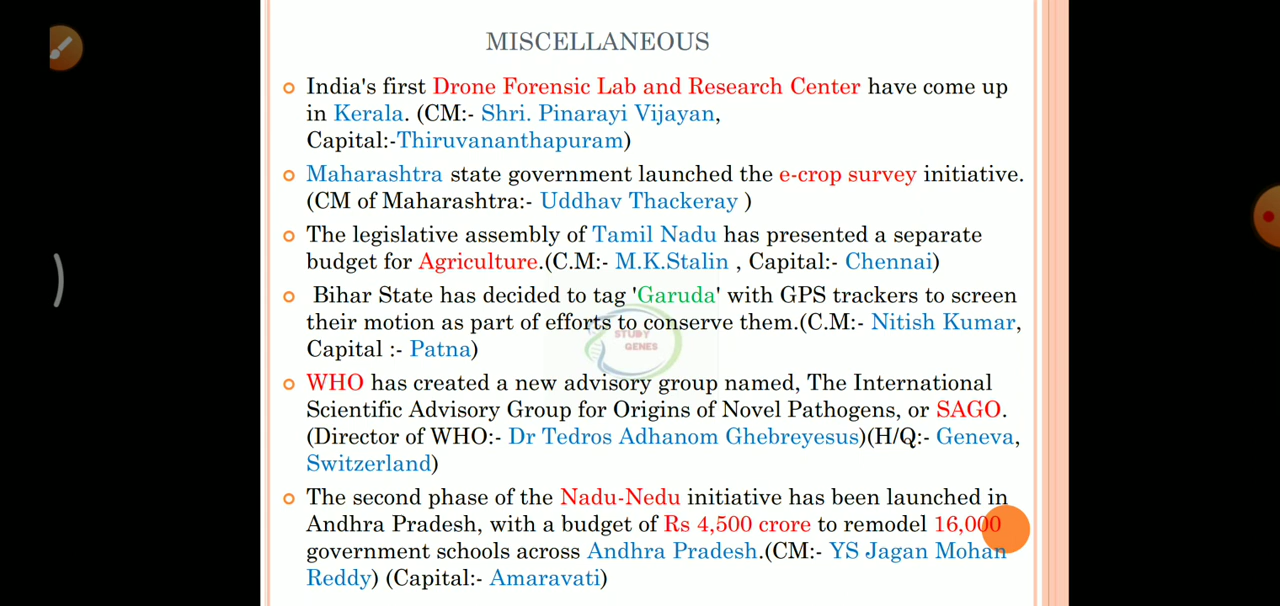 MISCELLANEOUS
India's first Drone Forensic Lab and Research Center have come up
in Kerala. (CM:- Shri. Pinarayi Vijayan,
Capital:-Thiruvananthapuram)
Maharashtra state government launched the e-crop survey initiative.
(CM of Maharashtra:- Uddhav Thackeray )
The legislative assembly of Tamil Nadu has presented a separate
budget for Agriculture.(C.M:- M.K.Stalin , Capital:- Chennai)
Bihar State has decided to tag 'Garuda' with GPS trackers to screen
their motion as part of efforts to conserve them.(C.M:- Nitish Kumar,
Capital :- Patna)
STUDY
GENES
WHO has created a new advisory group named, The International
Scientific Advisory Group for Origins of Novel Pathogens, or SAGO.
(Director of WHO:- Dr Tedros Adhanom Ghebreyesus)(H/Q:- Geneva,
Switzerland)
The second phase of the Nadu-Nedu initiative has been launched in
Andhra Pradesh, with a budget of Rs 4,500 crore to remodel 16,000
government schools across Andhra Pradesh.(CM:- YS Jagan Mohan
Reddy) (Capital:- Amaravati)